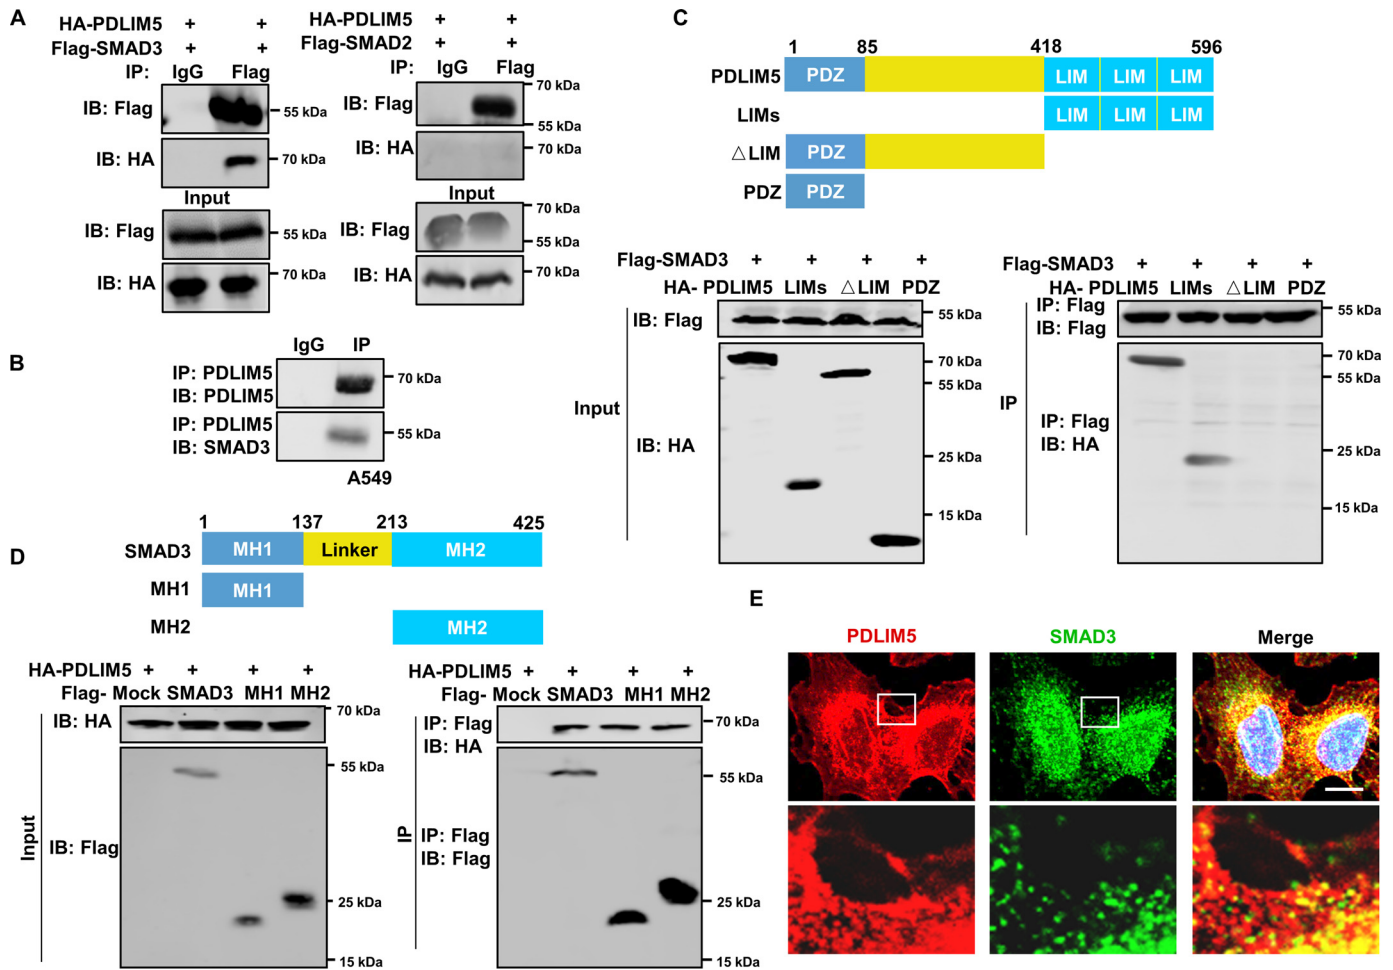 A
HA-PDLIM5 + +
Flag-SMAD3 + +
IP: IgG Flag
IB: Flag
55 kDa
IB: HA
70 kDa
Input
IB: Flag
55 kDa
IB: HA
70 kDa
HA-PDLIM5 + +
Flag-SMAD2 + +
IP: IgG Flag
70 kDa
IB: Flag
55 kDa
IB: HA
70 kDa
Input
70 kDa
IB: Flag
55 kDa
IB: HA
70 kDa
B
IgG IP
IP: PDLIM5
IB: PDLIM5
70 kDa
IP: PDLIM5
IB: SMAD3
55 kDa
A549
C
1 85 418 596
PDLIM5 PDZ LIM LIM LIM
LIMs LIM LIM LIM
△LIM PDZ
PDZ PDZ
Flag-SMAD3 + + + +
HA- PDLIM5 LIMs △LIM PDZ
IB: Flag
55 kDa
Input
70 kDa
55 kDa
IB: HA
25 kDa
15 kDa
Flag-SMAD3 + + + +
HA- PDLIM5 LIMs △LIM PDZ
IP: Flag
IB: Flag
55 kDa
IP
70 kDa
55 kDa
IP: Flag
IB: HA
25 kDa
15 kDa
D
1 137 213 425
SMAD3 MH1 Linker MH2
MH1 MH1
MH2 MH2
HA-PDLIM5 + + + +
Flag- Mock SMAD3 MH1 MH2
IB: HA
70 kDa
Input
55 kDa
IB: Flag
25 kDa
15 kDa
HA-PDLIM5 + + + +
Flag- Mock SMAD3 MH1 MH2
IP: Flag
IB: HA
70 kDa
IP
55 kDa
IP: Flag
IB: Flag
25 kDa
15 kDa
E
PDLIM5 SMAD3 Merge